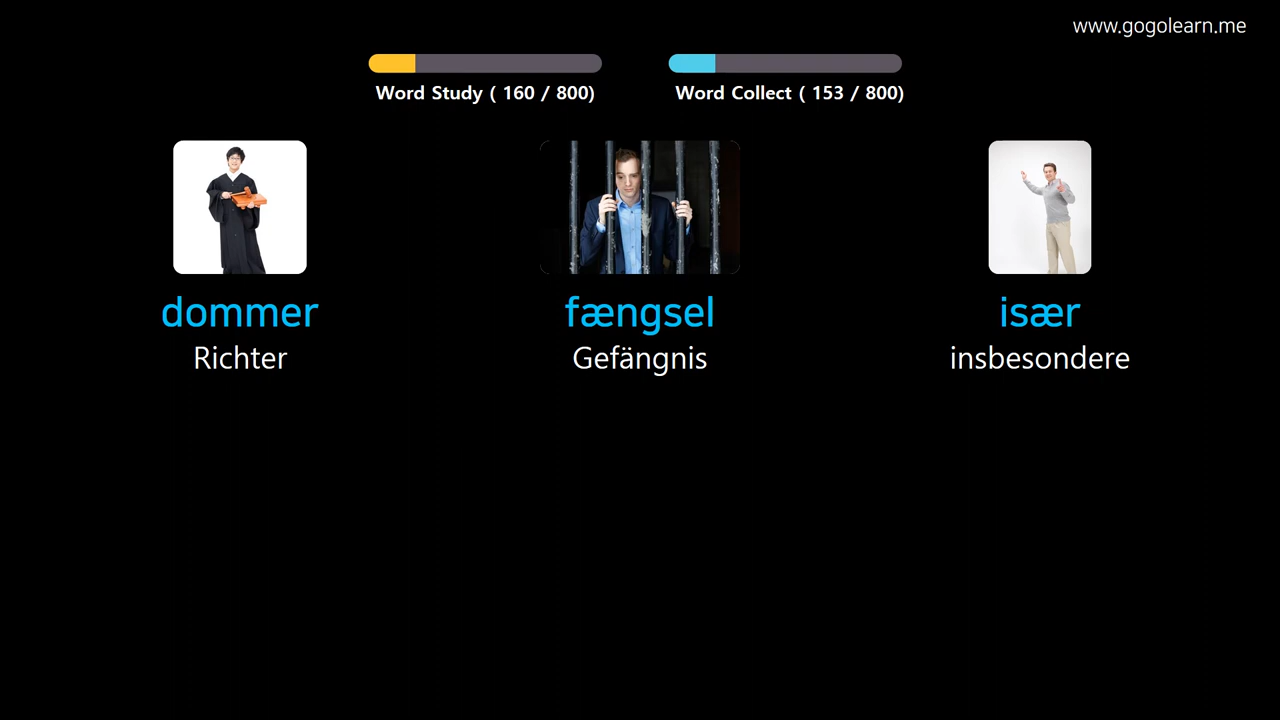 www.gogolearn.me
Word Study ( 160 / 800)
Word Collect ( 153 / 800)
dommer
fængsel
især
Richter
Gefängnis
insbesondere